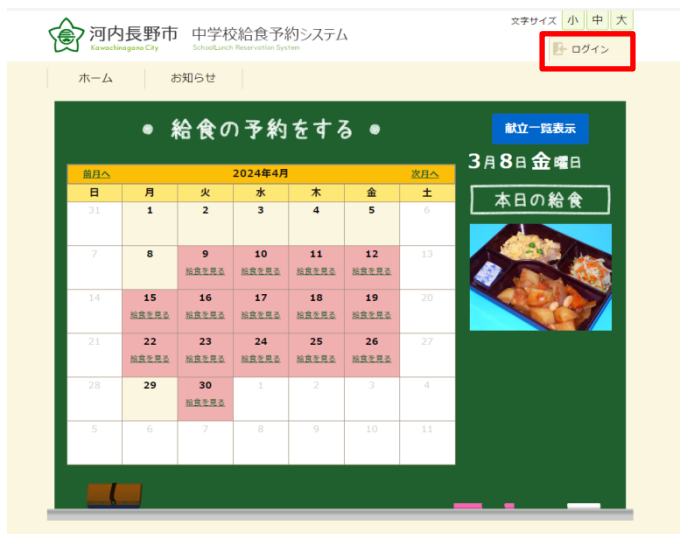 河内長野市 中学校給食予約システム
Kawachinagano City SchoolLunch Reservation System
文字サイズ 小 中 大
ログイン
ホーム お知らせ
給食の予約をする
献立一覧表示
3月8日金曜日
本日の給食
前月へ 2024年4月 次月へ
日 月 火 水 木 金 土
31 1 2 3 4 5 6
7 8 9 10 11 12 13
給食を見る 給食を見る 給食を見る 給食を見る
14 15 16 17 18 19 20
給食を見る 給食を見る 給食を見る 給食を見る 給食を見る
21 22 23 24 25 26 27
給食を見る 給食を見る 給食を見る 給食を見る 給食を見る
28 29 30 1 2 3 4
給食を見る
5 6 7 8 9 10 11